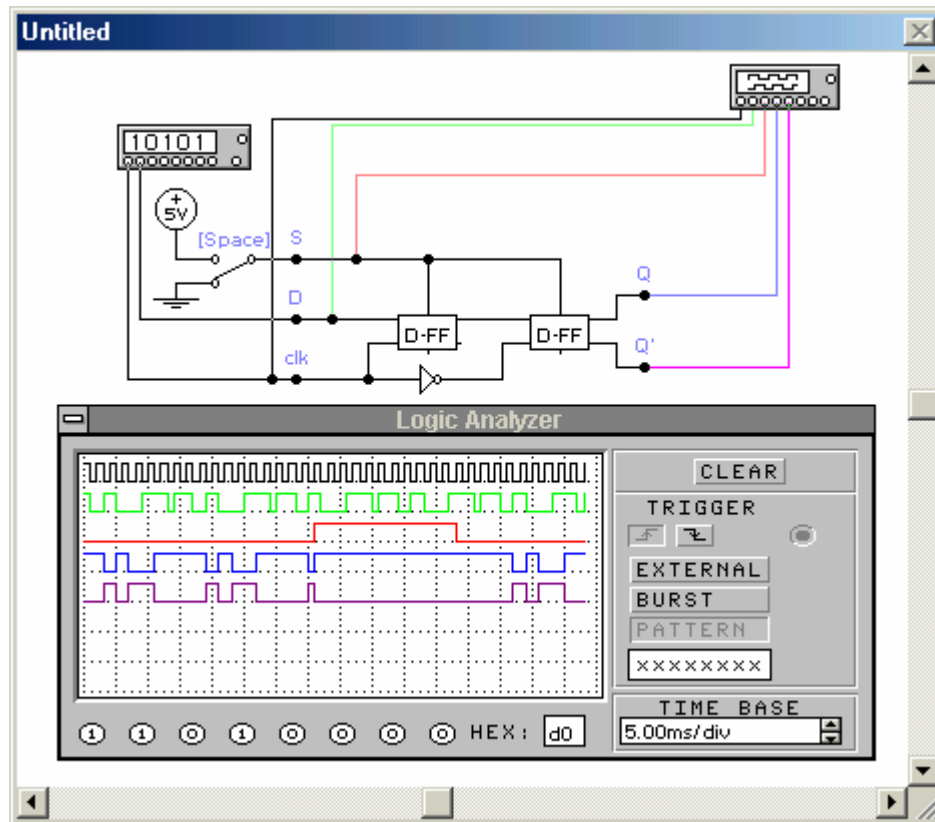 Untitled
10101
+
5V
[Space]
S
D
clk
D-FF
D-FF
Q
Q'
Logic Analyzer
CLEAR
TRIGGER
EXTERNAL
BURST
PATTERN
xxxxxxxx
TIME BASE
5.00ms/div
1 1 0 1 0 0 0 0 HEX: d0